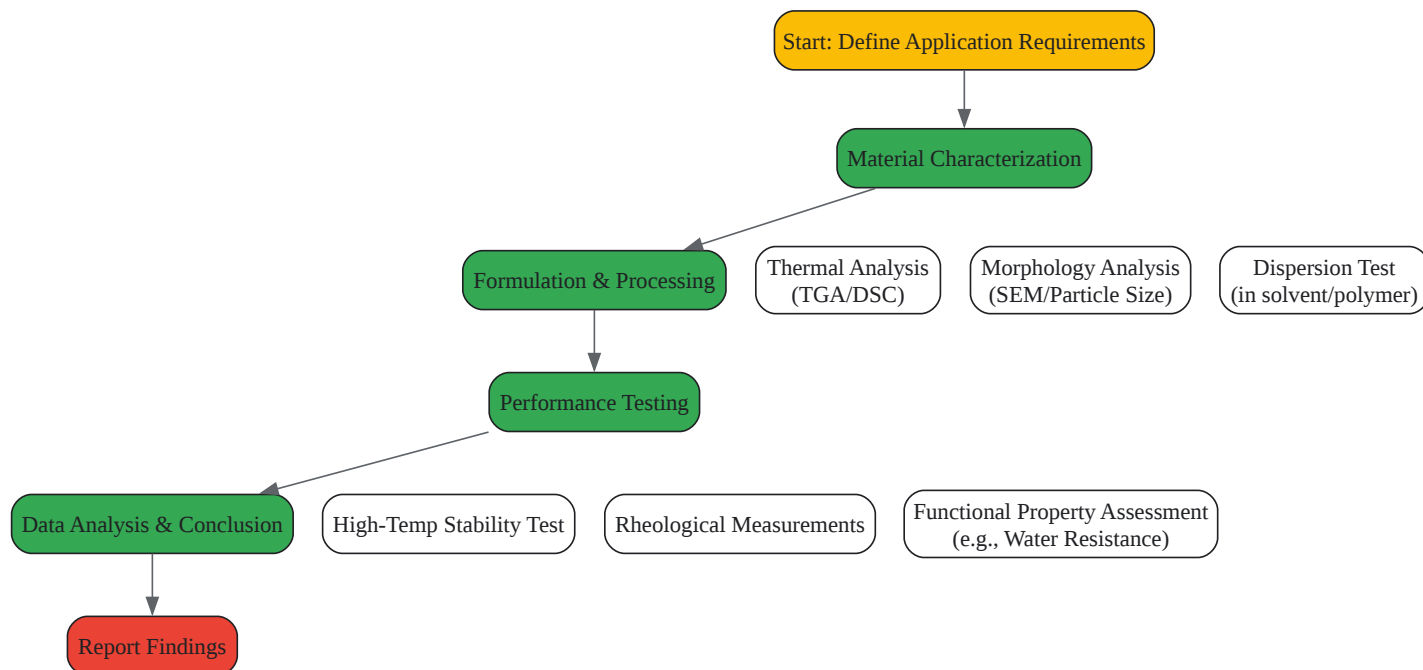 Start: Define Application Requirements
Material Characterization
Formulation & Processing
Thermal Analysis
(TGA/DSC)
Morphology Analysis
(SEM/Particle Size)
Dispersion Test
(in solvent/polymer)
Performance Testing
Data Analysis & Conclusion
High-Temp Stability Test
Rheological Measurements
Functional Property Assessment
(e.g., Water Resistance)
Report Findings